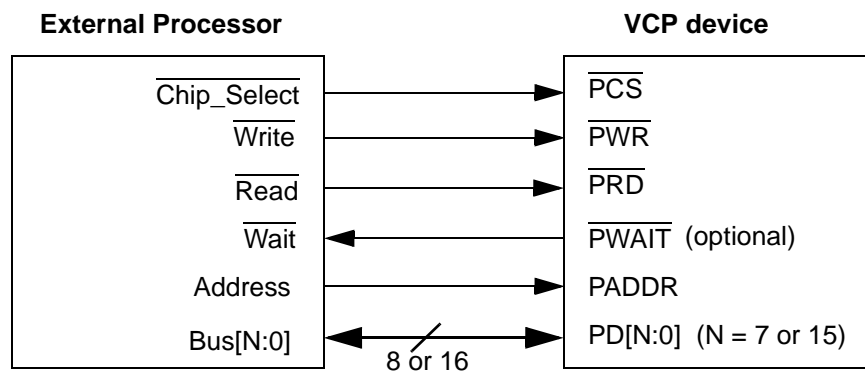 External Processor
VCP device
Chip_Select
PCS
Write
PWR
Read
PRD
Wait
PWAIT (optional)
Address
PADDR
Bus[N:0]
8 or 16
PD[N:0] (N = 7 or 15)